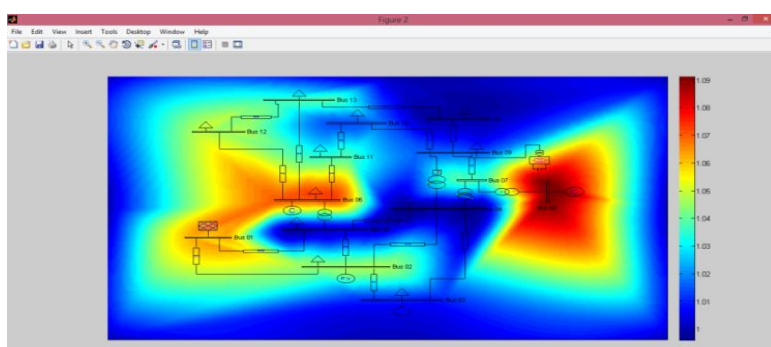 Figure 2
File Edit View Insert Tools Desktop Window Help
Bus 13
Bus 12
Bus 11
Bus 09
Bus 07
Bus 06
Bus 01
Bus 02
1.09
1.08
1.07
1.06
1.05
1.04
1.03
1.02
1.01
1